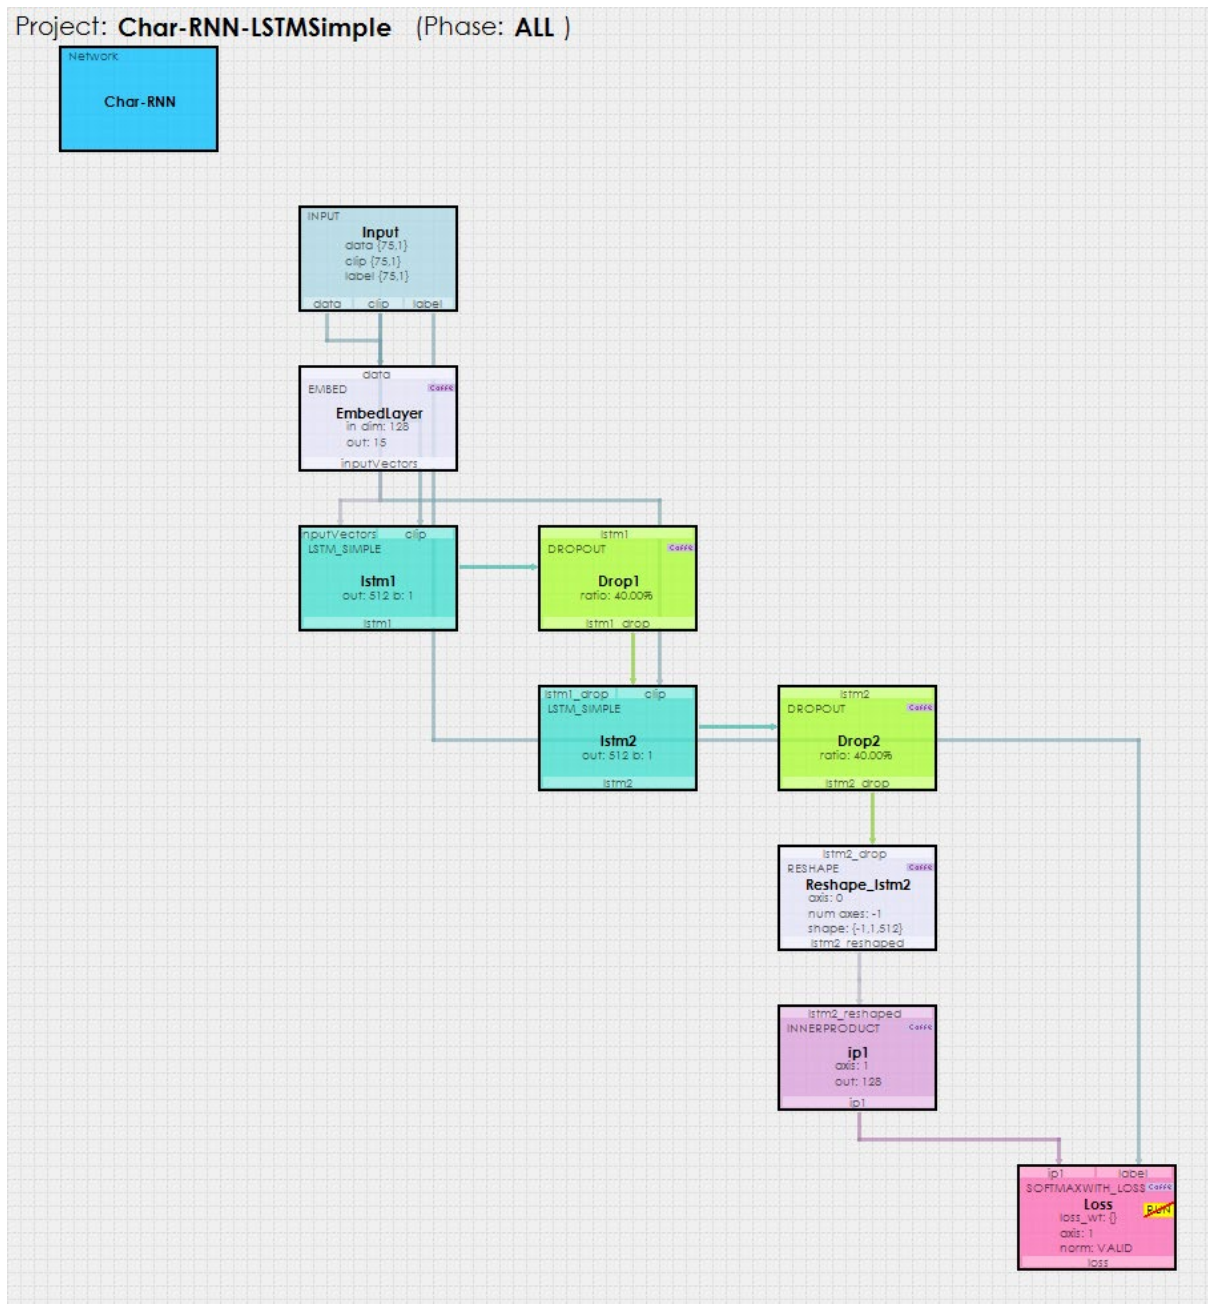 Project: Char-RNN-LSTMSimple (Phase: ALL )
Network
Char-RNN
INPUT
Input
data {75,1}
clip {75,1}
label {75,1}
data clip label
data
EMBED Caffe
EmbedLayer
in dim: 128
out: 15
inputVectors
nputVectors clip
LSTM_SIMPLE
lstm1
out: 512 b: 1
lstm1
lstm1
DROPOUT Caffe
Drop1
ratio: 40.00%
lstm1_drop
lstm1_drop clip
LSTM_SIMPLE
lstm2
out: 512 b: 1
lstm2
lstm2
DROPOUT Caffe
Drop2
ratio: 40.00%
lstm2_drop
lstm2_drop
RESHAPE Caffe
Reshape_lstm2
axis: 0
num axes: -1
shape: {-1,1,512}
lstm2_reshaped
lstm2_reshaped
INNERPRODUCT Caffe
ip1
axis: 1
out: 128
ip1
ip1 label
SOFTMAXWITH_LOSS Caffe
Loss
RUN
loss_wt: {}
axis: 1
norm: VALID
loss